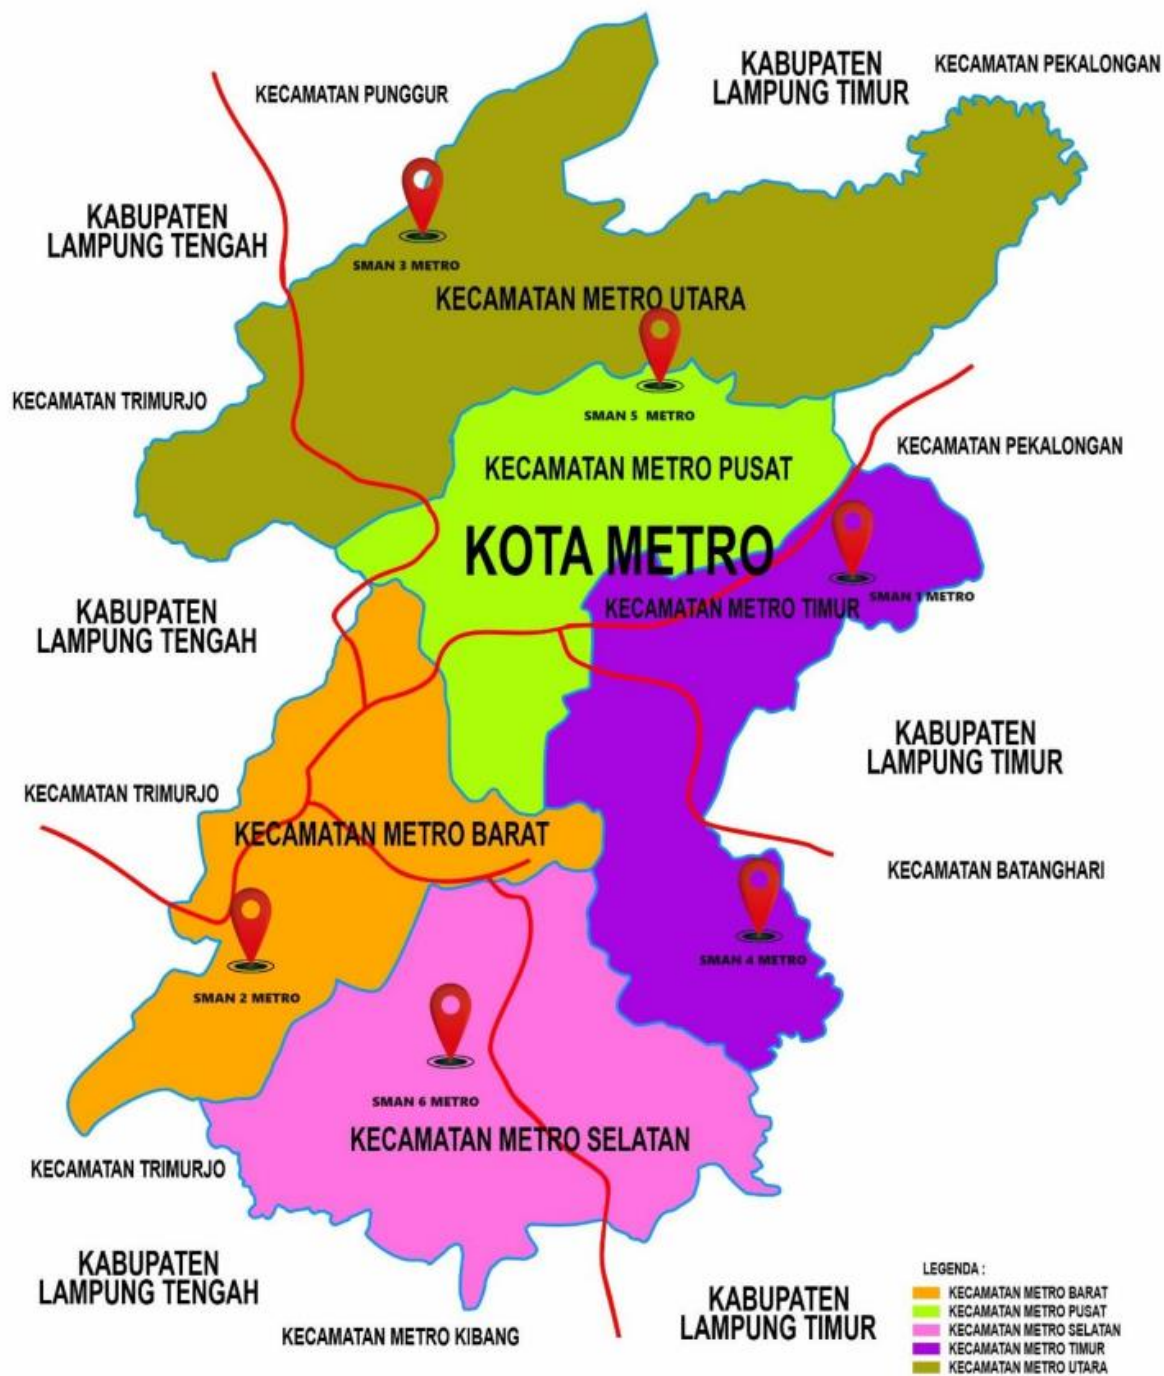 KABUPATEN
LAMPUNG TIMUR
KECAMATAN PEKALONGAN
KECAMATAN PUNGGUR
KABUPATEN
LAMPUNG TENGAH
SMAN 3 METRO
KECAMATAN METRO UTARA
KECAMATAN TRIMURJO
SMAN 5 METRO
KECAMATAN PEKALONGAN
KECAMATAN METRO PUSAT
KOTA METRO
KECAMATAN METRO TIMUR
SMAN 1 METRO
KABUPATEN
LAMPUNG TENGAH
KABUPATEN
LAMPUNG TIMUR
KECAMATAN TRIMURJO
KECAMATAN METRO BARAT
KECAMATAN BATANGHARI
SMAN 4 METRO
SMAN 2 METRO
SMAN 6 METRO
KECAMATAN METRO SELATAN
KECAMATAN TRIMURJO
KABUPATEN
LAMPUNG TENGAH
KECAMATAN METRO KIBANG
KABUPATEN
LAMPUNG TIMUR
LEGENDA :
KECAMATAN METRO BARAT
KECAMATAN METRO PUSAT
KECAMATAN METRO SELATAN
KECAMATAN METRO TIMUR
KECAMATAN METRO UTARA